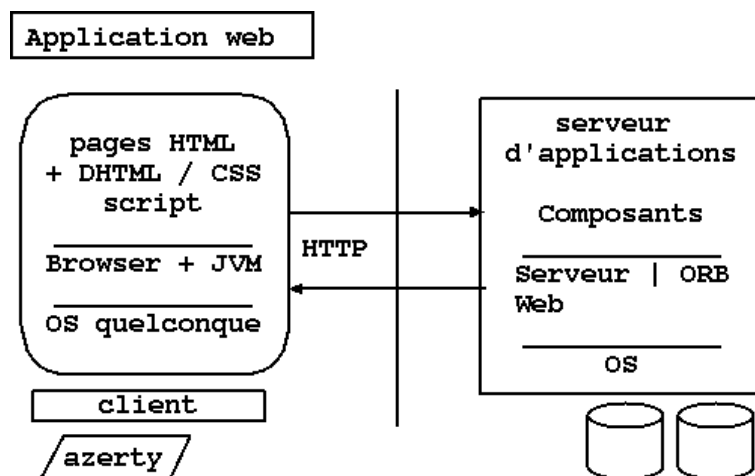 Application web
pages HTML
+ DHTML / CSS
script
Browser + JVM
OS quelconque
client
azerty
HTTP
serveur
d'applications
Composants
Serveur | ORB
Web
OS